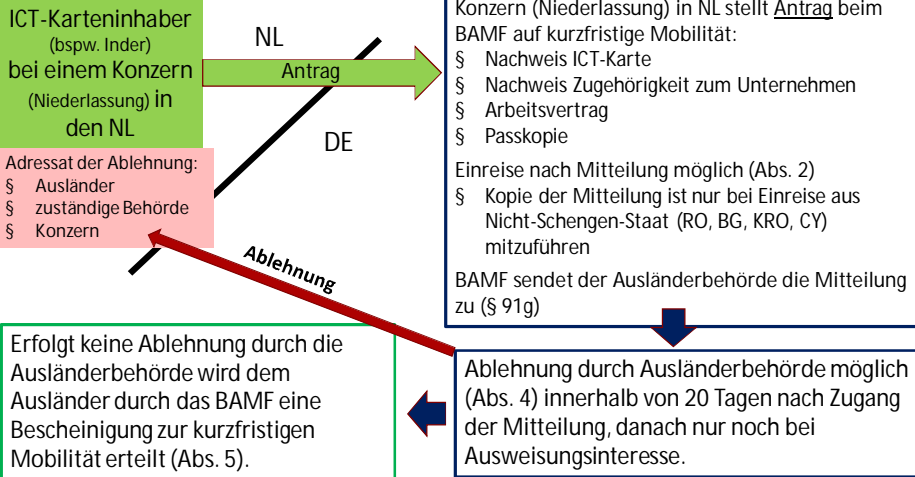 ICT-Karteninhaber
(bspw. Inder)
bei einem Konzern
(Niederlassung) in
den NL
Adressat der Ablehnung:
§ Ausländer
§ zuständige Behörde
§ Konzern
NL
Antrag
DE
Ablehnung
Konzern (Niederlassung) in NL stellt Antrag beim
BAMF auf kurzfristige Mobilität:
§ Nachweis ICT-Karte
§ Nachweis Zugehörigkeit zum Unternehmen
§ Arbeitsvertrag
§ Passkopie
Einreise nach Mitteilung möglich (Abs. 2)
§ Kopie der Mitteilung ist nur bei Einreise aus
Nicht-Schengen-Staat (RO, BG, KRO, CY)
mitzuführen
BAMF sendet der Ausländerbehörde die Mitteilung
zu (§ 91g)
Ablehnung durch Ausländerbehörde möglich
(Abs. 4) innerhalb von 20 Tagen nach Zugang
der Mitteilung, danach nur noch bei
Ausweisungsinteresse.
Erfolgt keine Ablehnung durch die
Ausländerbehörde wird dem
Ausländer durch das BAMF eine
Bescheinigung zur kurzfristigen
Mobilität erteilt (Abs. 5).